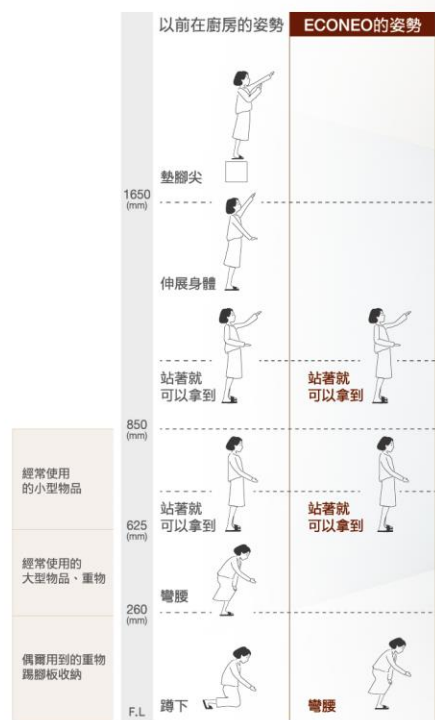 以前在廚房的姿勢
ECONEO的姿勢
墊腳尖
1650
(mm)
伸展身體
站著就
可以拿到
站著就
可以拿到
850
(mm)
經常使用
的小型物品
站著就
可以拿到
站著就
可以拿到
625
(mm)
經常使用的
大型物品、重物
彎腰
260
(mm)
偶爾用到的重物
踢腳板收納
F.L
蹲下
彎腰